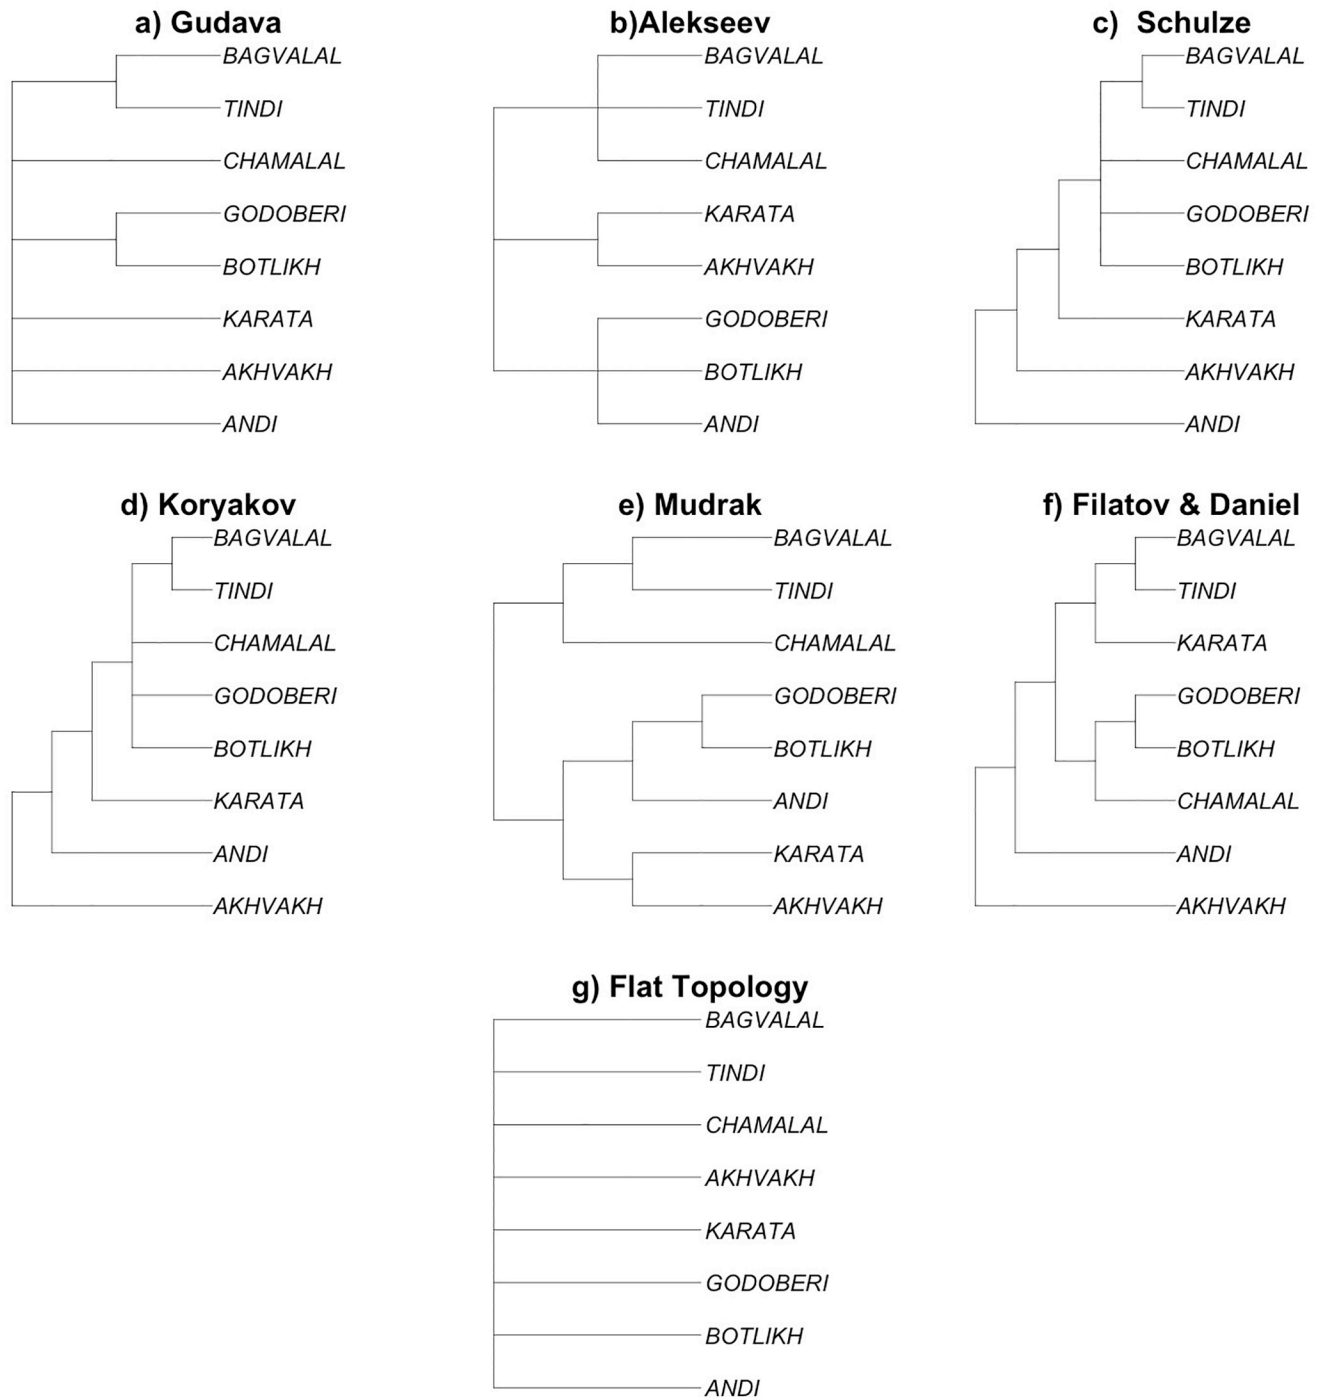 a) Gudava
BAGVALAL
TINDI
CHAMALAL
GODOBERI
BOTLIKH
KARATA
AKHVAKH
ANDI
b)Alekseev
BAGVALAL
TINDI
CHAMALAL
KARATA
AKHVAKH
GODOBERI
BOTLIKH
ANDI
c) Schulze
BAGVALAL
TINDI
CHAMALAL
GODOBERI
BOTLIKH
KARATA
AKHVAKH
ANDI
d) Koryakov
BAGVALAL
TINDI
CHAMALAL
GODOBERI
BOTLIKH
KARATA
ANDI
AKHVAKH
e) Mudrak
BAGVALAL
TINDI
CHAMALAL
GODOBERI
BOTLIKH
ANDI
KARATA
AKHVAKH
f) Filatov & Daniel
BAGVALAL
TINDI
KARATA
GODOBERI
BOTLIKH
CHAMALAL
ANDI
AKHVAKH
g) Flat Topology
BAGVALAL
TINDI
CHAMALAL
AKHVAKH
KARATA
GODOBERI
BOTLIKH
ANDI